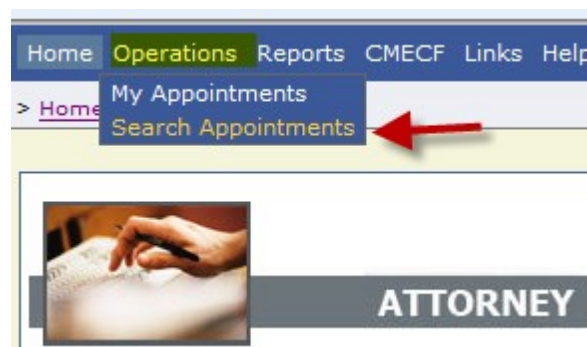 Home Operations Reports CMECF Links Help
My Appointments
> Home
Search Appointments
ATTORNEY